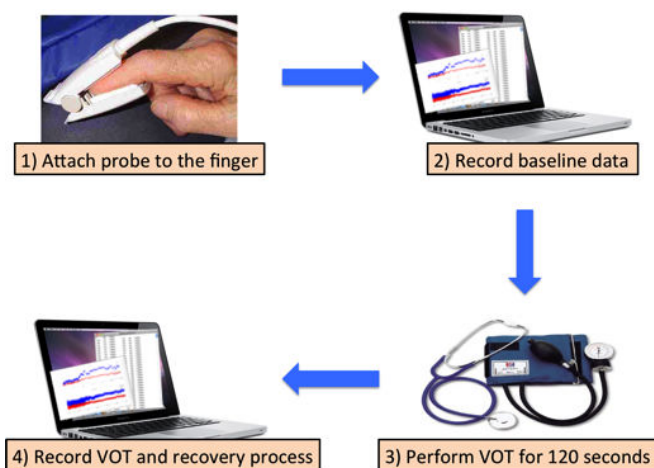 1) Attach probe to the finger
2) Record baseline data
3) Perform VOT for 120 seconds
4) Record VOT and recovery process